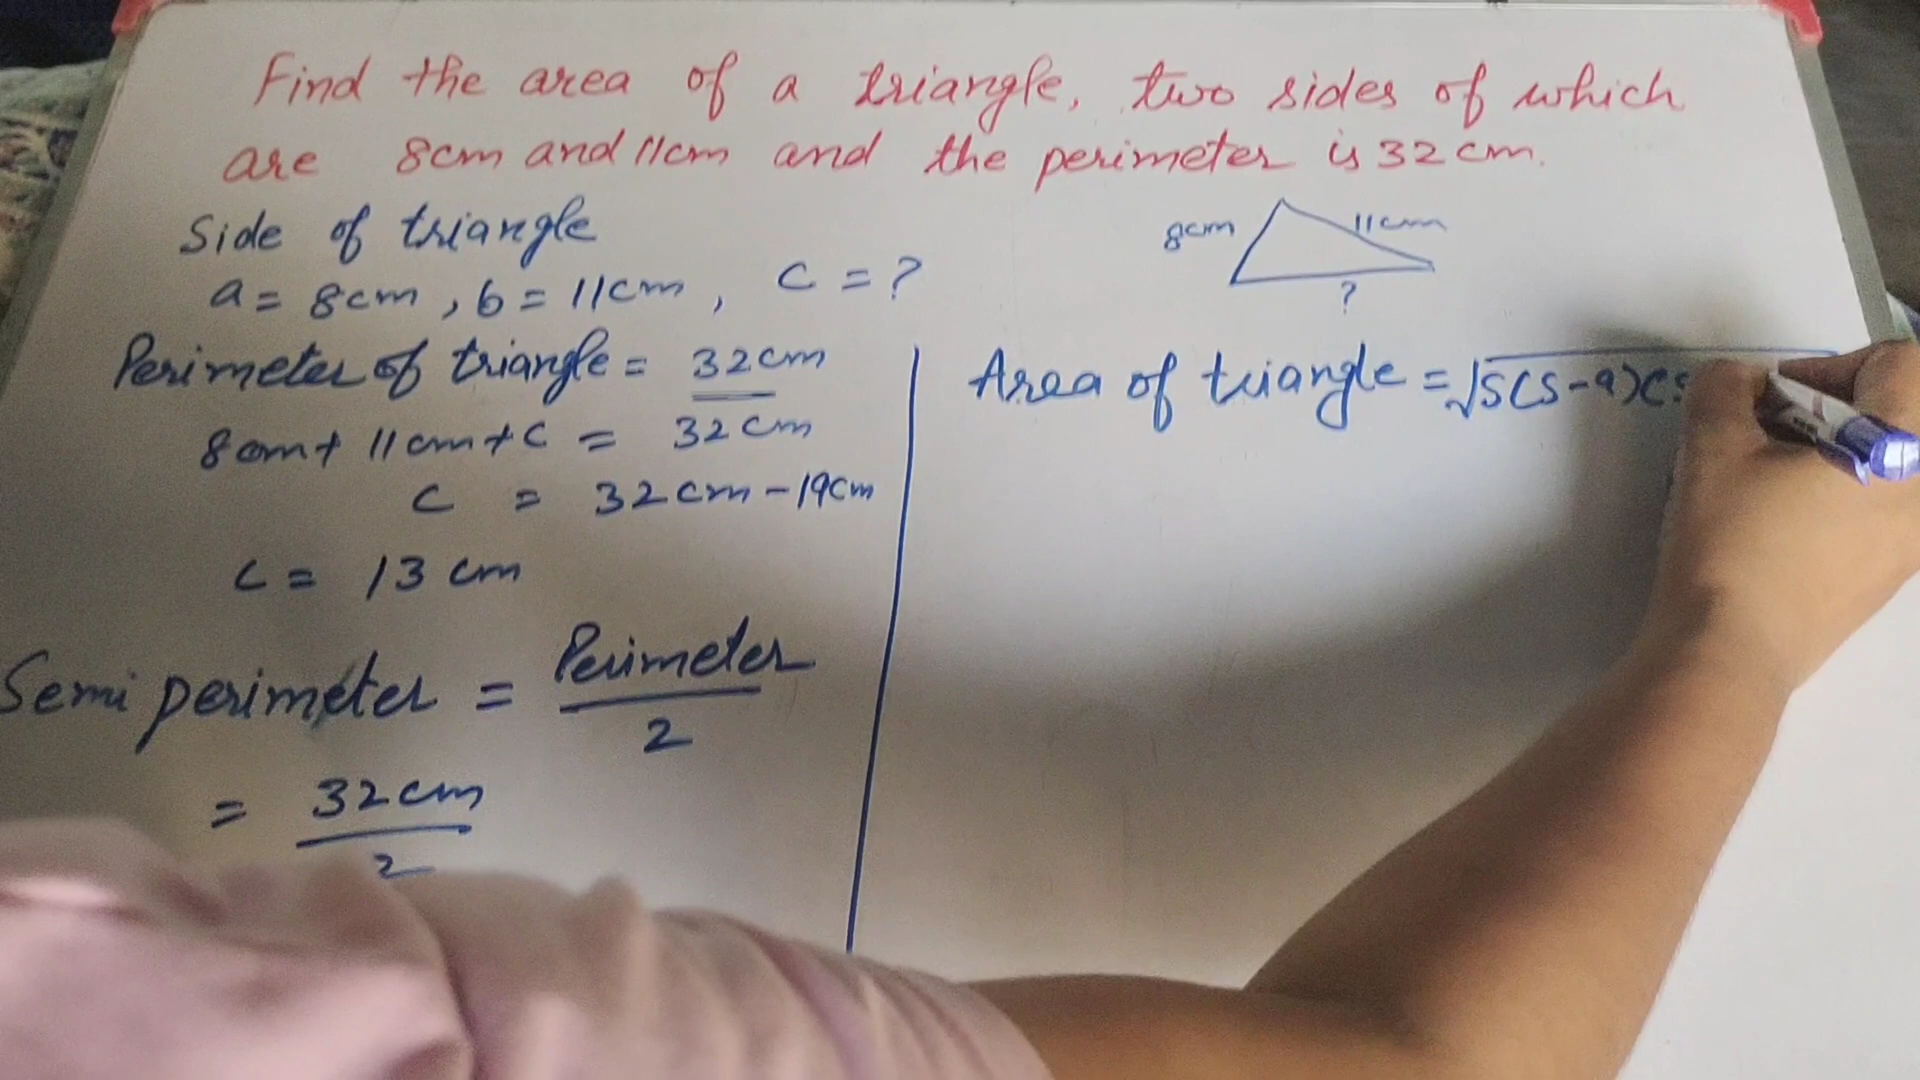 Find the area of a triangle, two sides of which
are 8cm and 11cm and the perimeter is 32 cm.
Side of triangle
a = 8cm, b = 11cm, c = ?
8cm 11cm
?
Perimeter of triangle = 32cm
8cm + 11cm + c = 32cm
c = 32cm - 19cm
c = 13 cm
Semi perimeter = Perimeter
2
= 32cm
2
Area of triangle = √s(s-a)(s